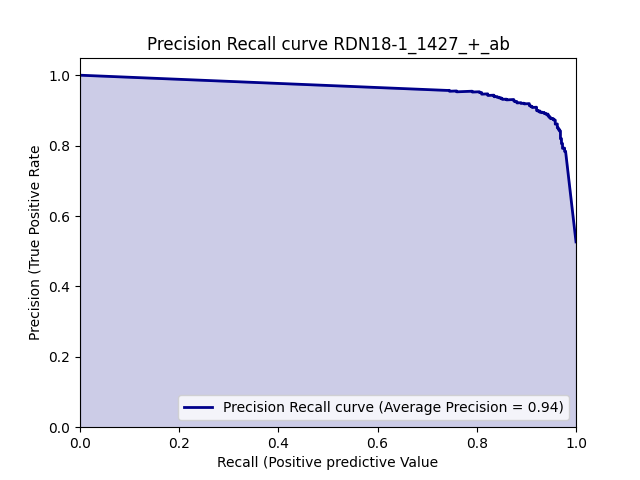 Precision Recall curve RDN18-1_1427_+_ab
Precision (True Positive Rate
1.0
0.8
0.6
0.4
0.2
0.0
Precision Recall curve (Average Precision = 0.94)
0.0 0.2 0.4 0.6 0.8 1.0
Recall (Positive predictive Value